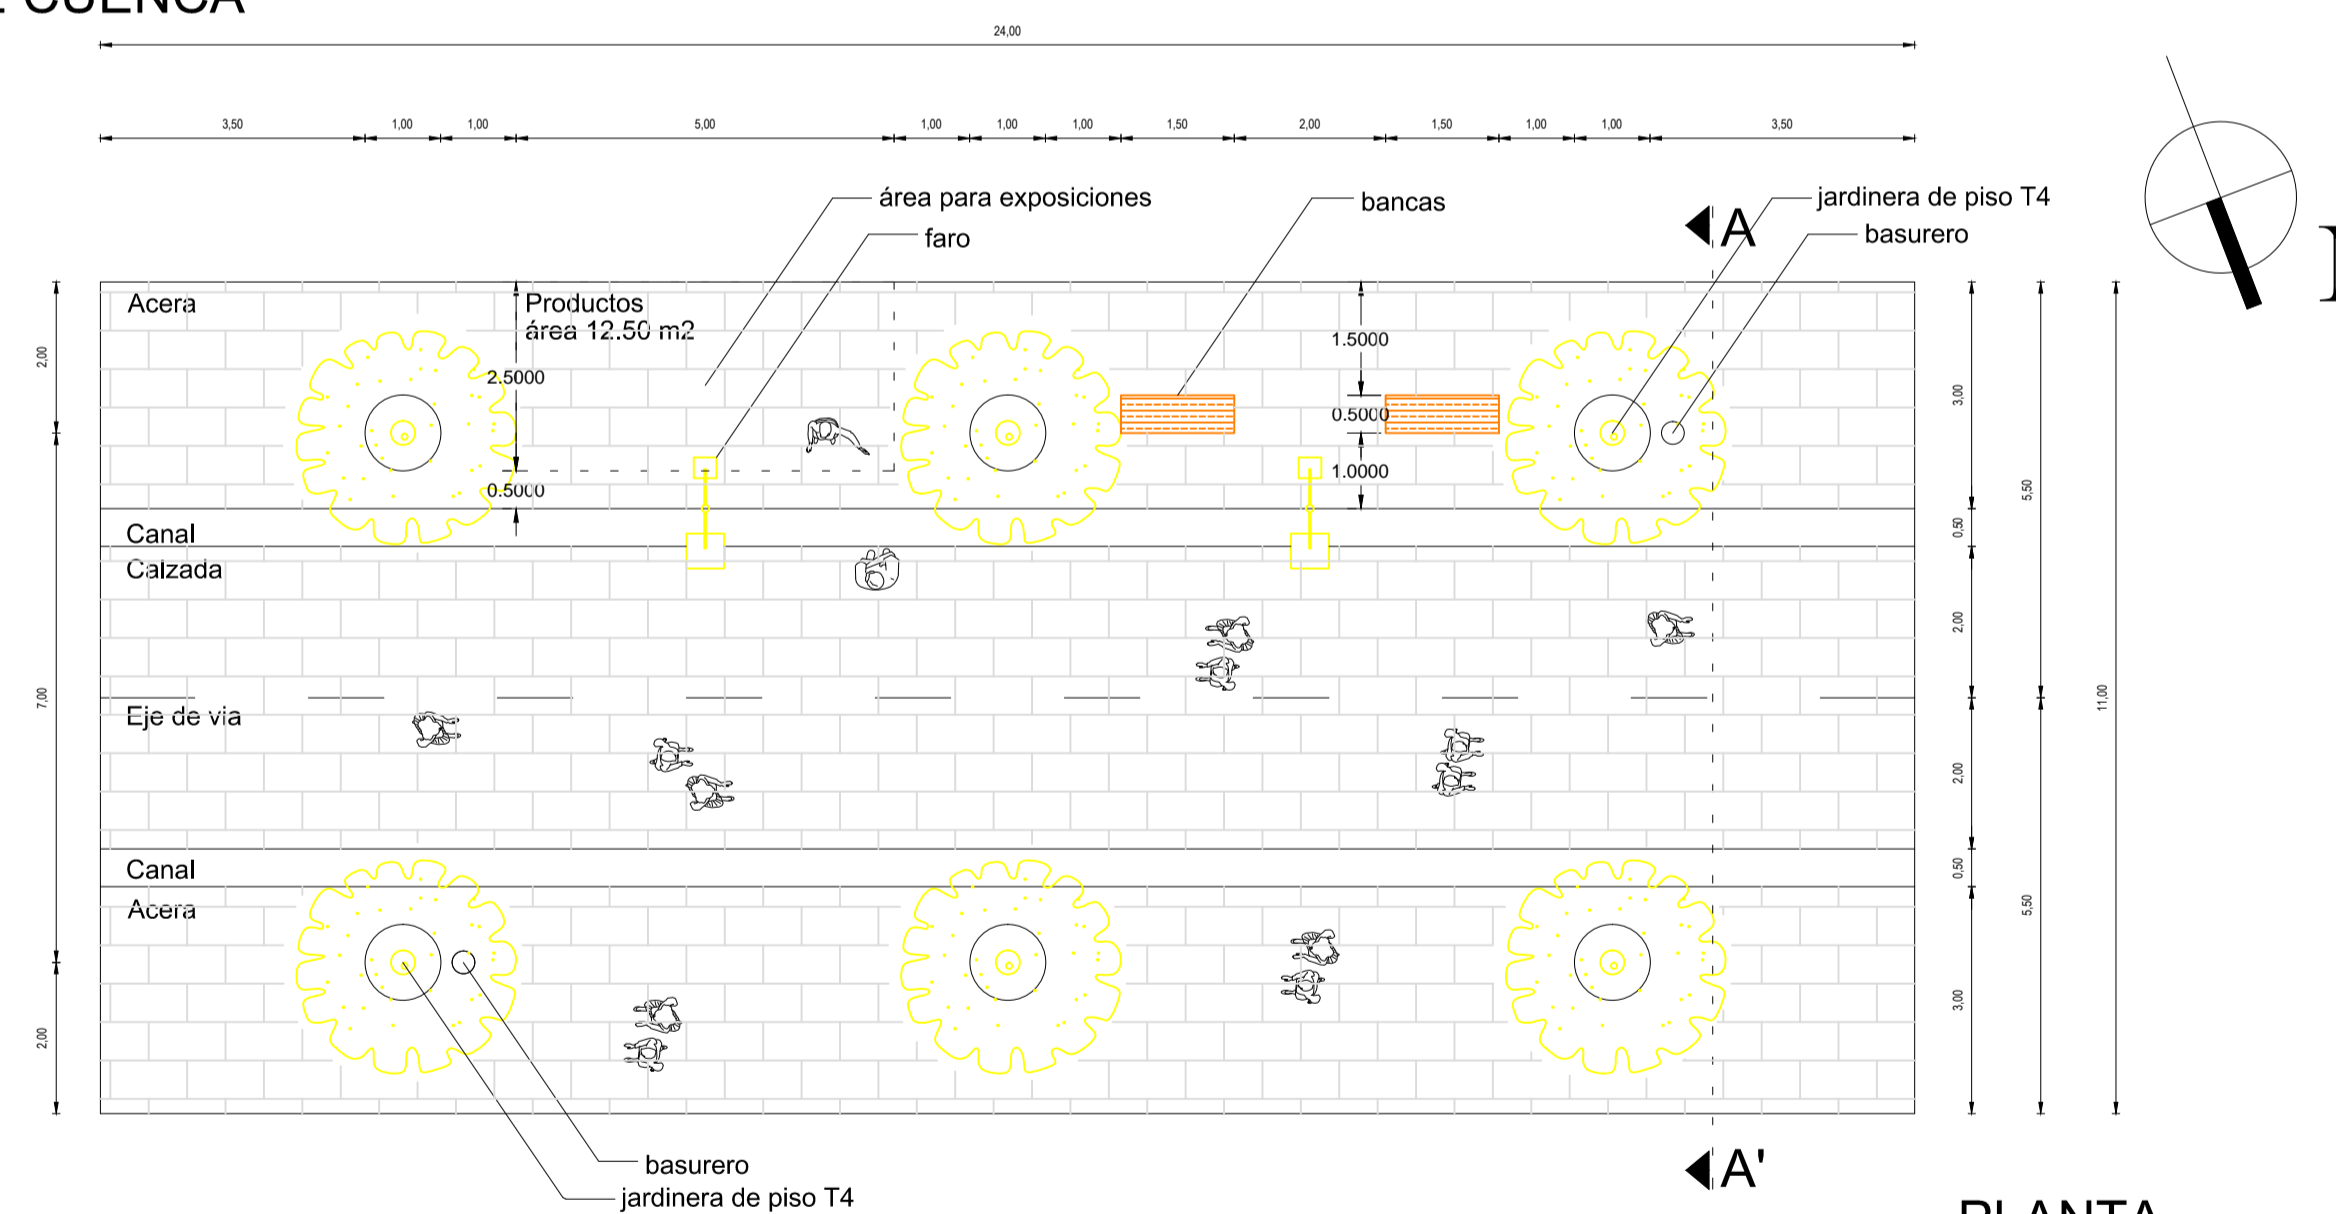 CUENCA
24,00
3,50 1,00 1,00 5,00 1,00 1,00 1,00 1,50 2,00 1,50 1,00 1,00 3,50
área para exposiciones
faro
bancas
jardinera de piso T4
basurero
A
Acera
Productos
área 12.50 m2
2.5000
0.5000
1.5000
0.5000
1.0000
Canal
Calzada
Eje de via
Canal
Acera
2,00
7,00
2,00
3,00
0,50
2,00
2,00
0,50
3,00
5,50
5,50
11,00
basurero
jardinera de piso T4
A'
PLANTA